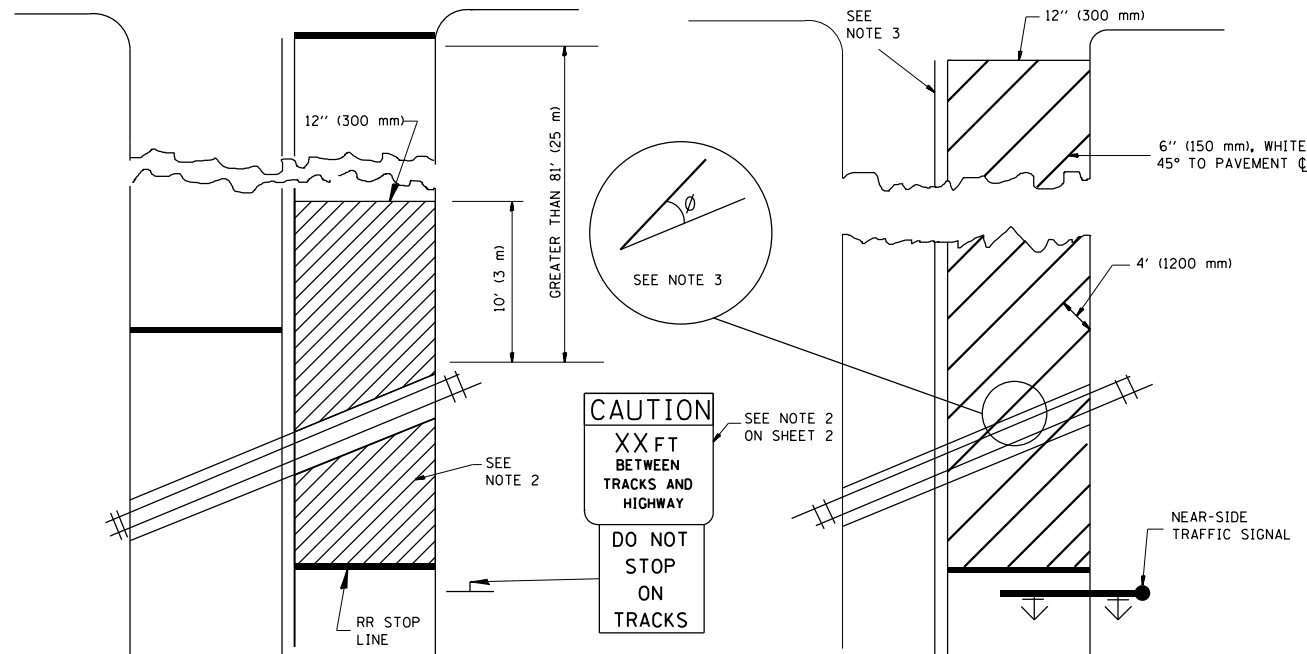 12'' (300 mm)
GREATER THAN 81' (25 m)
10' (3 m)
SEE
NOTE 2
RR STOP
LINE
SEE NOTE 3
Ø
CAUTION
XX FT
BETWEEN
TRACKS AND
HIGHWAY
DO NOT
STOP
ON
TRACKS
SEE NOTE 2
ON SHEET 2
SEE
NOTE 3
12'' (300 mm)
6'' (150 mm), WHITE
45° TO PAVEMENT ℄
4' (1200 mm)
NEAR-SIDE
TRAFFIC SIGNAL